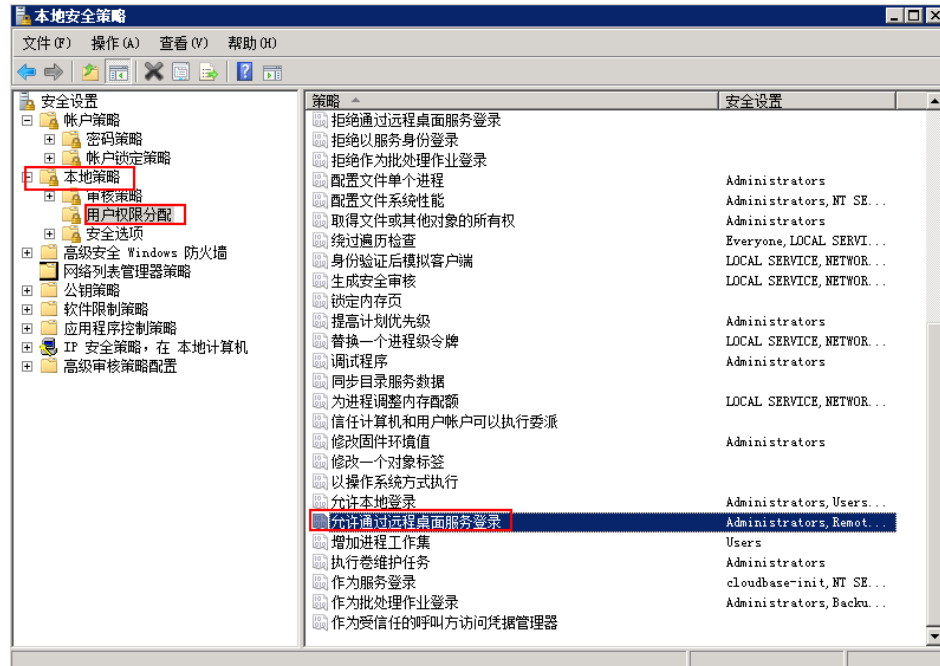 本地安全策略
文件(F) 操作(A) 查看(V) 帮助(H)
安全设置
帐户策略
密码策略
帐户锁定策略
本地策略
审核策略
用户权限分配
安全选项
高级安全 Windows 防火墙
网络列表管理器策略
公钥策略
软件限制策略
应用程序控制策略
IP 安全策略，在 本地计算机
高级审核策略配置
策略 安全设置
拒绝通过远程桌面服务登录
拒绝以服务身份登录
拒绝作为批处理作业登录
配置文件单个进程 Administrators
配置文件系统性能 Administrators,NT SE...
取得文件或其他对象的所有权 Administrators
绕过遍历检查 Everyone,LOCAL SERVI...
身份验证后模拟客户端 LOCAL SERVICE,NETWOR...
生成安全审核 LOCAL SERVICE,NETWOR...
锁定内存页
提高计划优先级 Administrators
替换一个进程级令牌 LOCAL SERVICE,NETWOR...
调试程序 Administrators
同步目录服务数据
为进程调整内存配额 LOCAL SERVICE,NETWOR...
信任计算机和用户帐户可以执行委派
修改固件环境值 Administrators
修改一个对象标签
以操作系统方式执行
允许本地登录 Administrators,Users...
允许通过远程桌面服务登录 Administrators,Remot...
增加进程工作集 Users
执行卷维护任务 Administrators
作为服务登录 cloudbase-init,NT SE...
作为批处理作业登录 Administrators,Backu...
作为受信任的呼叫方访问凭据管理器